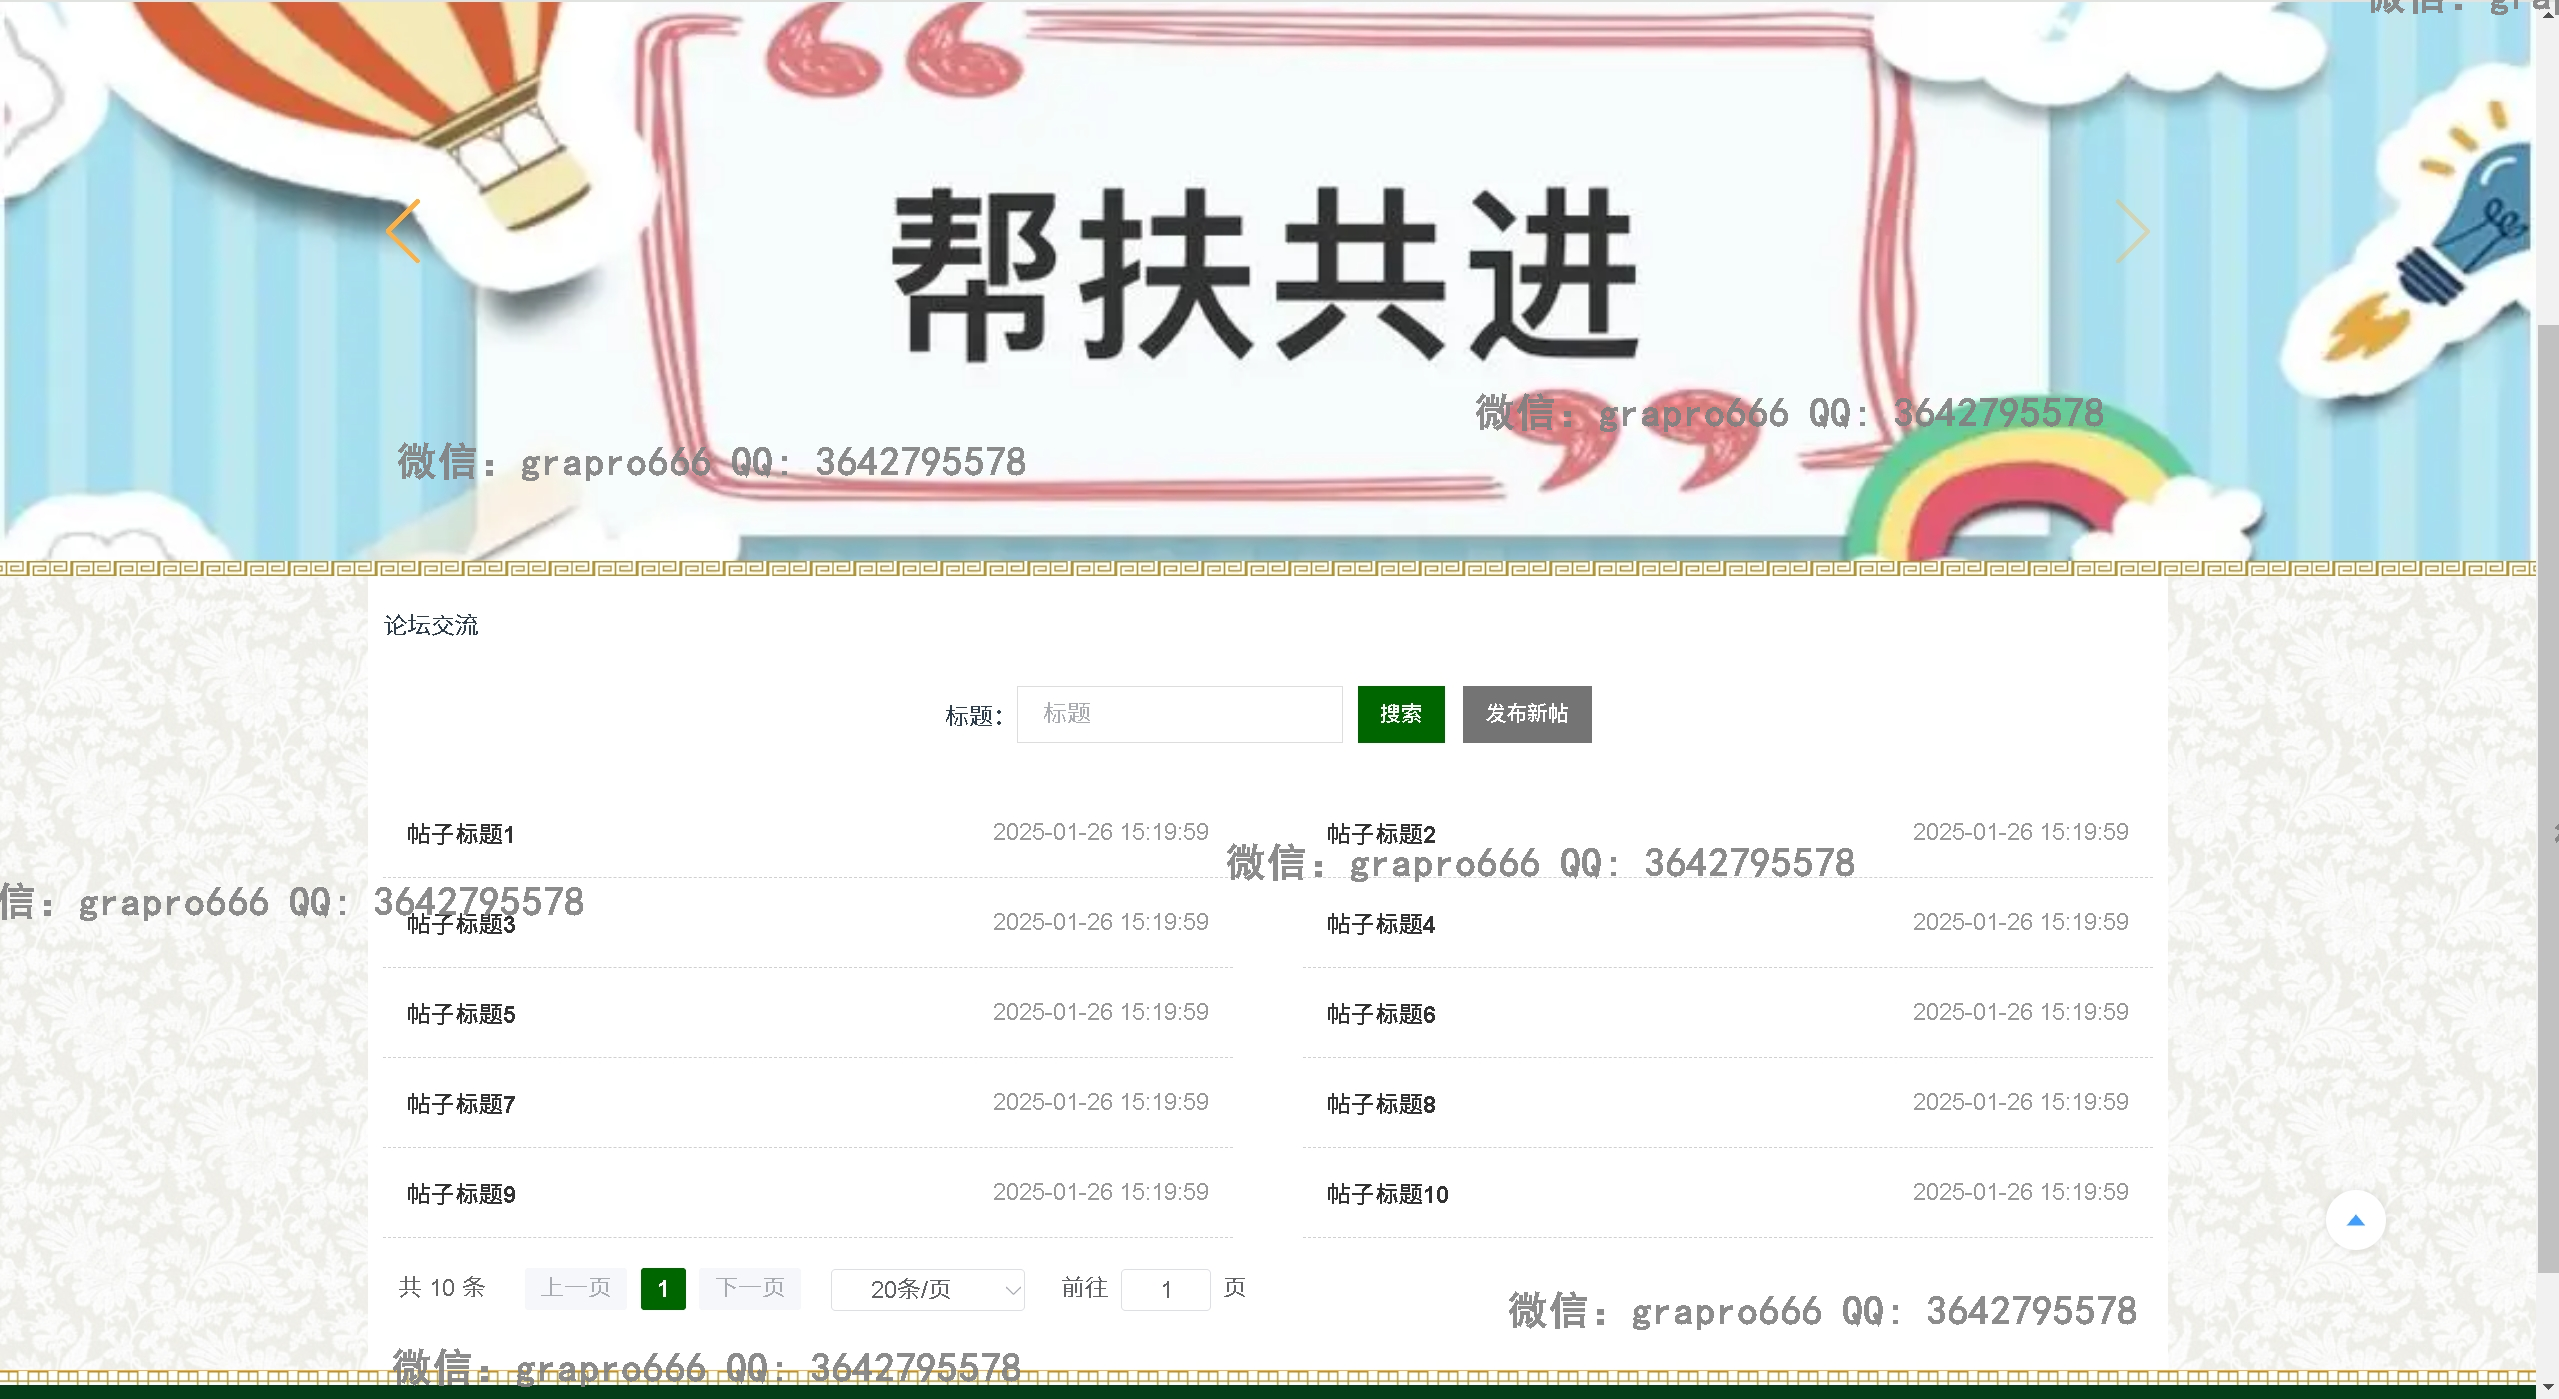 帮扶共进
微信：grapro666 QQ：3642795578
微信：grapro666 QQ：3642795578
论坛交流
标题：
标题
搜索
发布新帖
帖子标题1 2025-01-26 15:19:59
帖子标题2 2025-01-26 15:19:59
微信：grapro666 QQ：3642795578
信：grapro666 QQ：3642795578
帖子标题3 2025-01-26 15:19:59
帖子标题4 2025-01-26 15:19:59
帖子标题5 2025-01-26 15:19:59
帖子标题6 2025-01-26 15:19:59
帖子标题7 2025-01-26 15:19:59
帖子标题8 2025-01-26 15:19:59
帖子标题9 2025-01-26 15:19:59
帖子标题10 2025-01-26 15:19:59
共 10 条 上一页 1 下一页 20条/页 前往 1 页
微信：grapro666 QQ：3642795578
微信：grapro666 QQ：3642795578